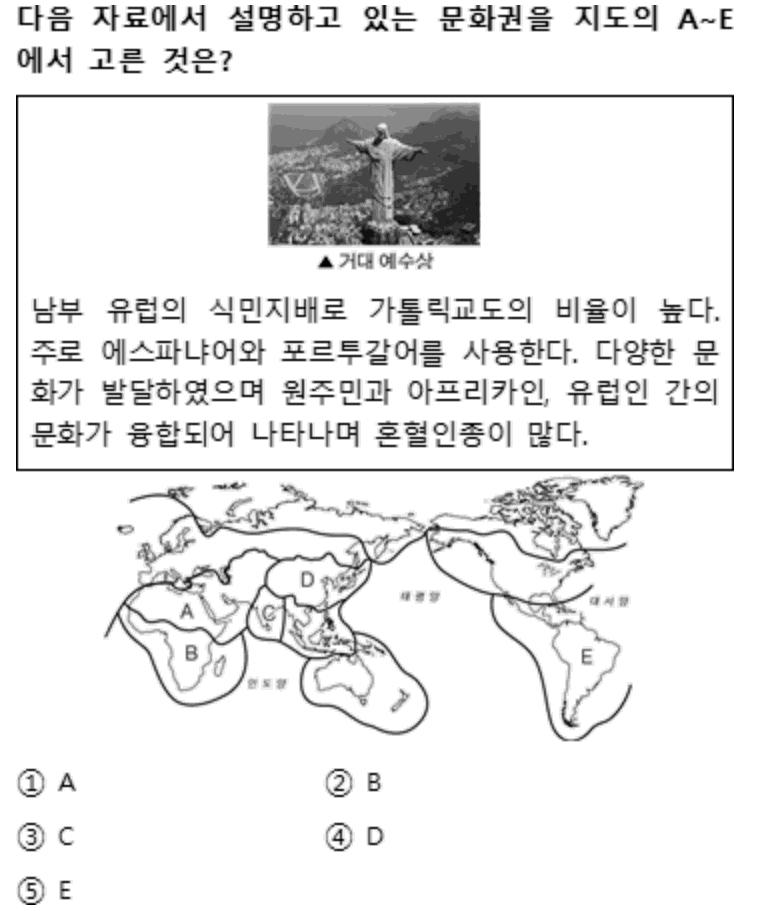 다음 자료에서 설명하고 있는 문화권을 지도의 A~E
에서 고른 것은?
▲ 거대 예수상
남부 유럽의 식민지배로 가톨릭교도의 비율이 높다.
주로 에스파냐어와 포르투갈어를 사용한다. 다양한 문
화가 발달하였으며 원주민과 아프리카인, 유럽인 간의
문화가 융합되어 나타나며 혼혈인종이 많다.
D
태평양
대서양
A
C
B
E
인도양
① A
② B
③ C
④ D
⑤ E